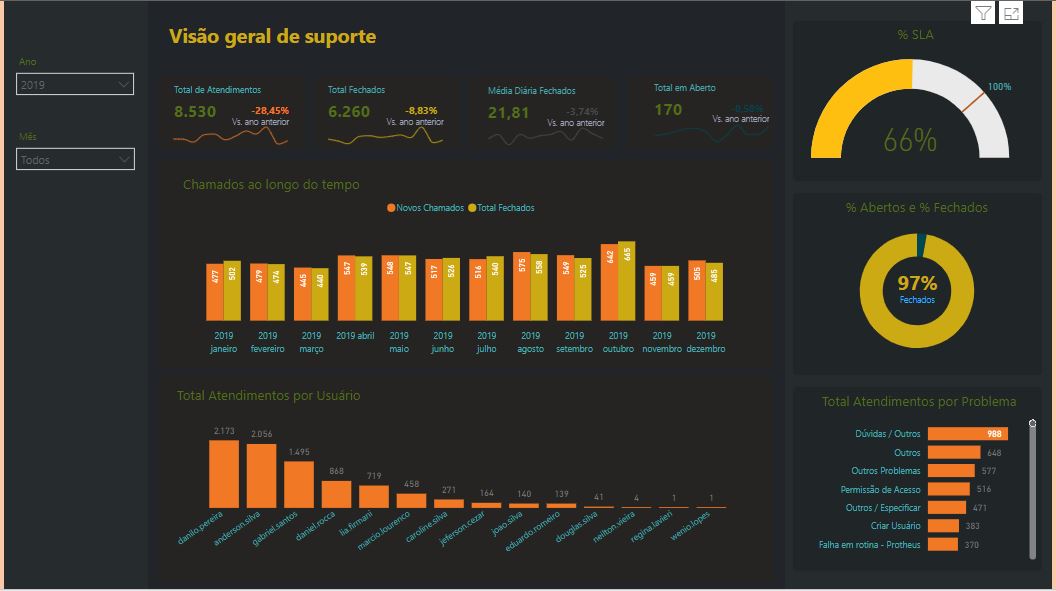 Visão geral de suporte
Ano
2019
Mês
Todos
Total de Atendimentos
8.530
-28,45%
Vs. ano anterior
Total Fechados
6.260
-8,83%
Vs. ano anterior
Média Diária Fechados
21,81
-3,74%
Vs. ano anterior
Total em Aberto
170
-0,58%
Vs. ano anterior
Chamados ao longo do tempo
Novos Chamados Total Fechados
477 502 479 474 445 440 547 539 548 547 517 526 516 540 575 558 549 525 642 665 459 459 505 485
2019 2019 2019 2019 abril 2019 2019 2019 2019 2019 2019 2019 2019
janeiro fevereiro março maio junho julho agosto setembro outubro novembro dezembro
Total Atendimentos por Usuário
2.173 2.056 1.495 868 719 458 271 164 140 139 41 4 1 1
danilo.pereira anderson.silva gabriel.santos daniel.rocca lia.firmani marcio.lourenco caroline.silva jeferson.cezar joao.silva eduardo.romeiro douglas.silva neilton.vieira regina.lavieri wenio.lopes
% SLA
100%
66%
% Abertos e % Fechados
97%
Fechados
Total Atendimentos por Problema
Dúvidas / Outros 988
Outros 648
Outros Problemas 577
Permissão de Acesso 516
Outros / Especificar 471
Criar Usuário 383
Falha em rotina - Protheus 370